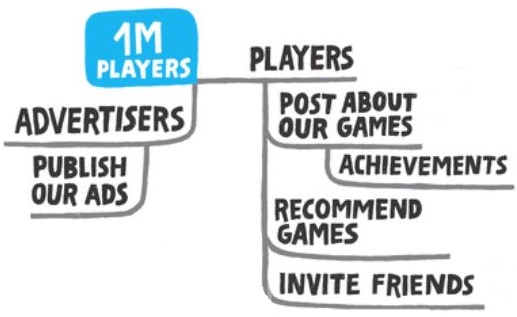 1M
PLAYERS
PLAYERS
ADVERTISERS
PUBLISH
OUR ADS
POST ABOUT
OUR GAMES
ACHIEVEMENTS
RECOMMEND
GAMES
INVITE FRIENDS